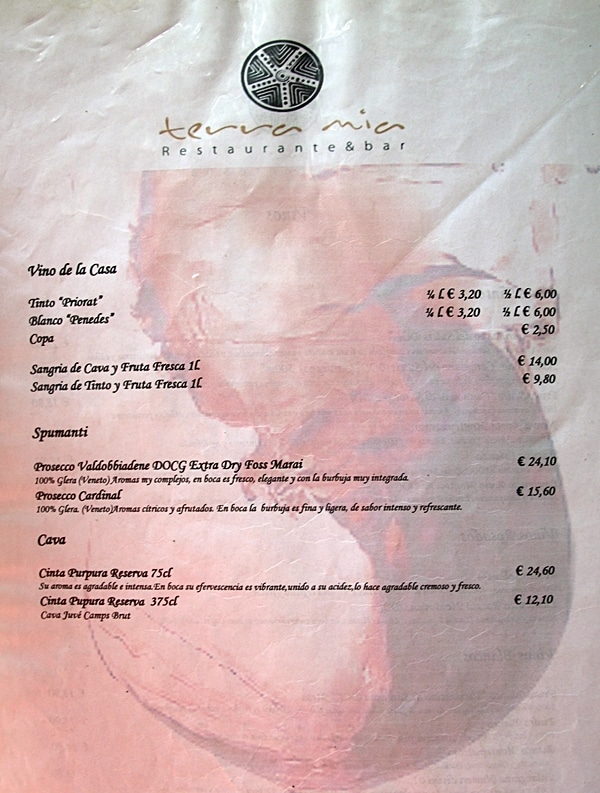 terra mia
Restaurante&bar
Vino de la Casa
Tinto "Priorat" ¼ L € 3,20 ½ L € 6,00
Blanco "Penedes" ¼ L € 3,20 ½ L € 6,00
Copa € 2,50
Sangria de Cava y Fruta Fresca 1L € 14,00
Sangria de Tinto y Fruta Fresca 1L € 9,80
Spumanti
Prosecco Valdobbiadene DOCG Extra Dry Foss Marai € 24,10
100% Glera (Veneto) Aromas my complejos, en boca es fresco, elegante y con la burbuja muy integrada.
Prosecco Cardinal € 15,60
100% Glera. (Veneto)Aromas cítricos y afrutados. En boca la burbuja es fina y ligera, de sabor intenso y refrescante.
Cava
Cinta Purpura Reserva 75cl € 24,60
Su aroma es agradable e intensa.En boca su efervescencia es vibrante,unido a su acidez,lo hace agradable cremoso y fresco.
Cinta Pupura Reserva 375cl € 12,10
Cava Juvé Camps Brut